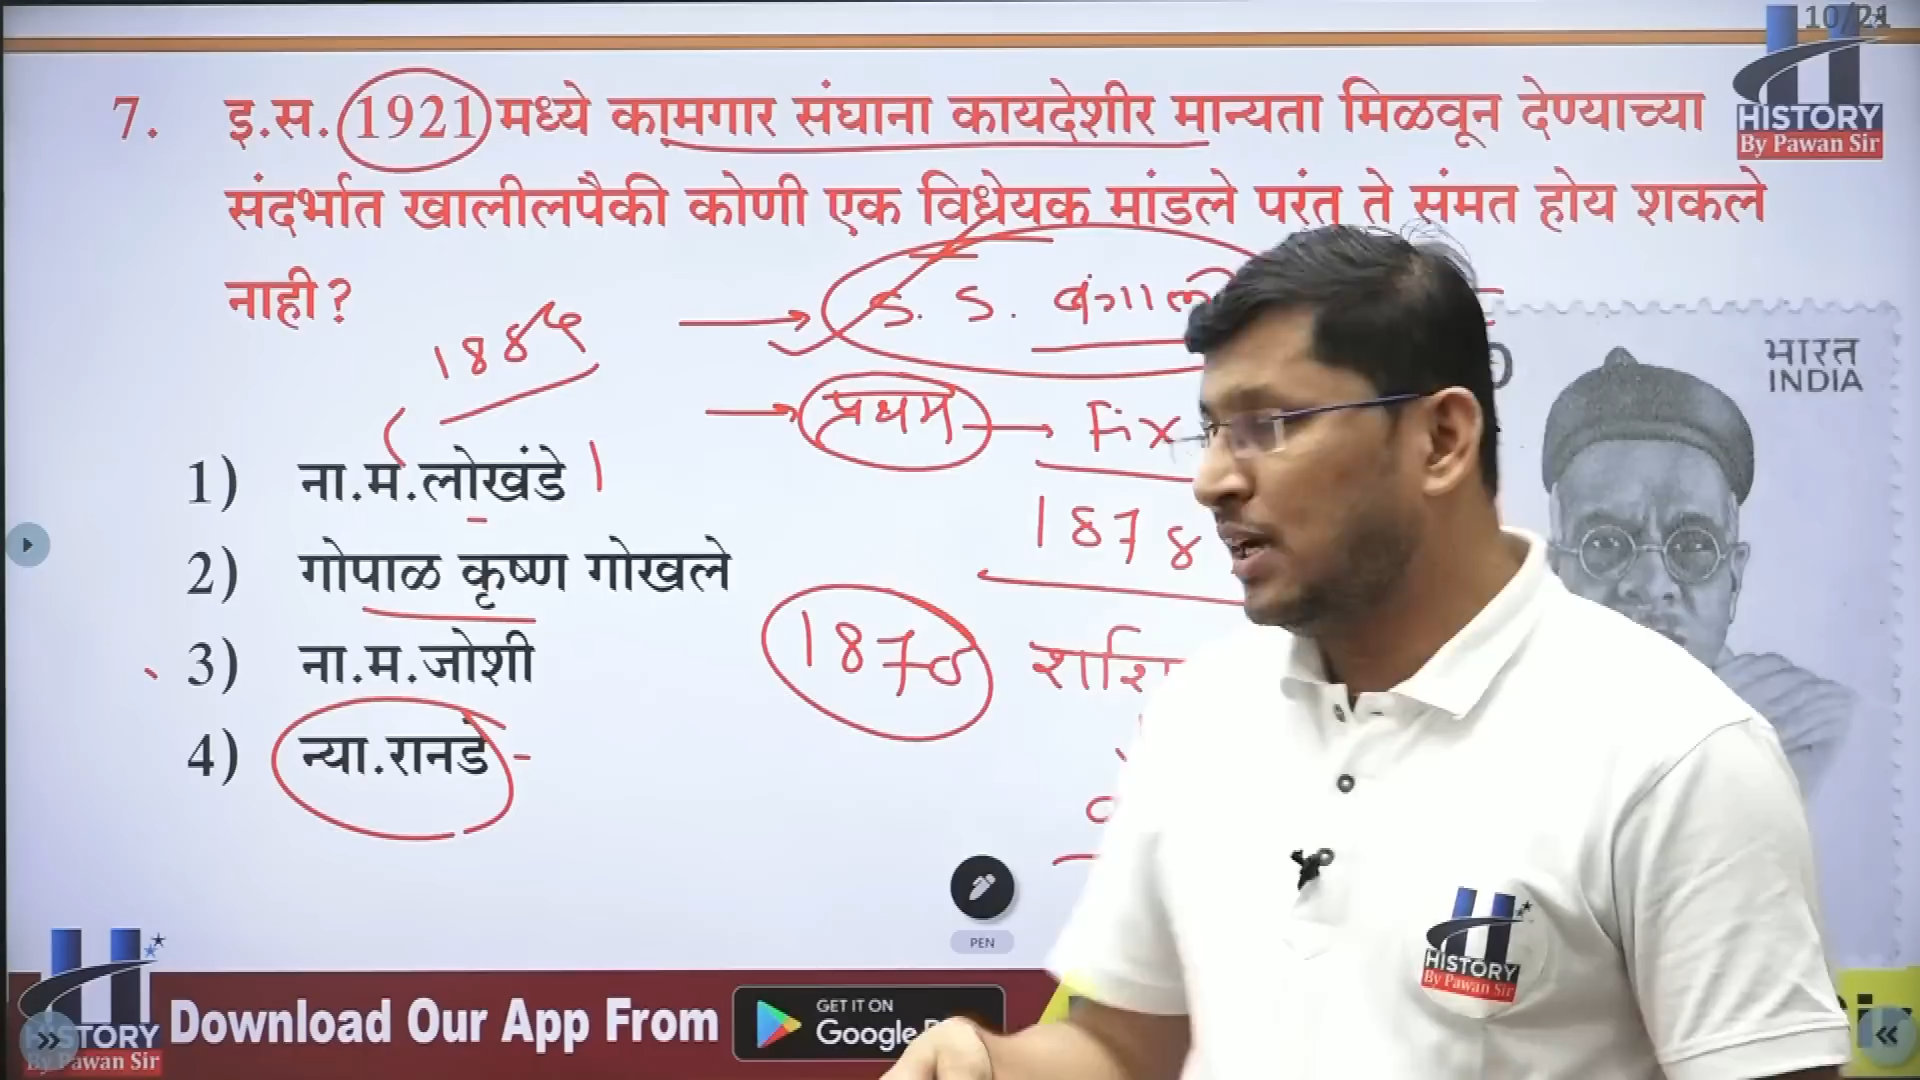 10/21
HISTORY
By Pawan Sir
7. इ.स. 1921 मध्ये कामगार संघाना कायदेशीर मान्यता मिळवून देण्याच्या
संदर्भात खालीलपैकी कोणी एक विधेयक मांडले परंतु ते संमत होय शकले
नाही?
S. S. बंगाली
1884
प्रथम → Fix
1) ना.म.लोखंडे
1878
2) गोपाळ कृष्ण गोखले
1870 शशि
3) ना.म.जोशी
4) न्या.रानडे
भारत
INDIA
PEN
HISTORY
By Pawan Sir
HISTORY
By Pawan Sir
Download Our App From
GET IT ON
Google